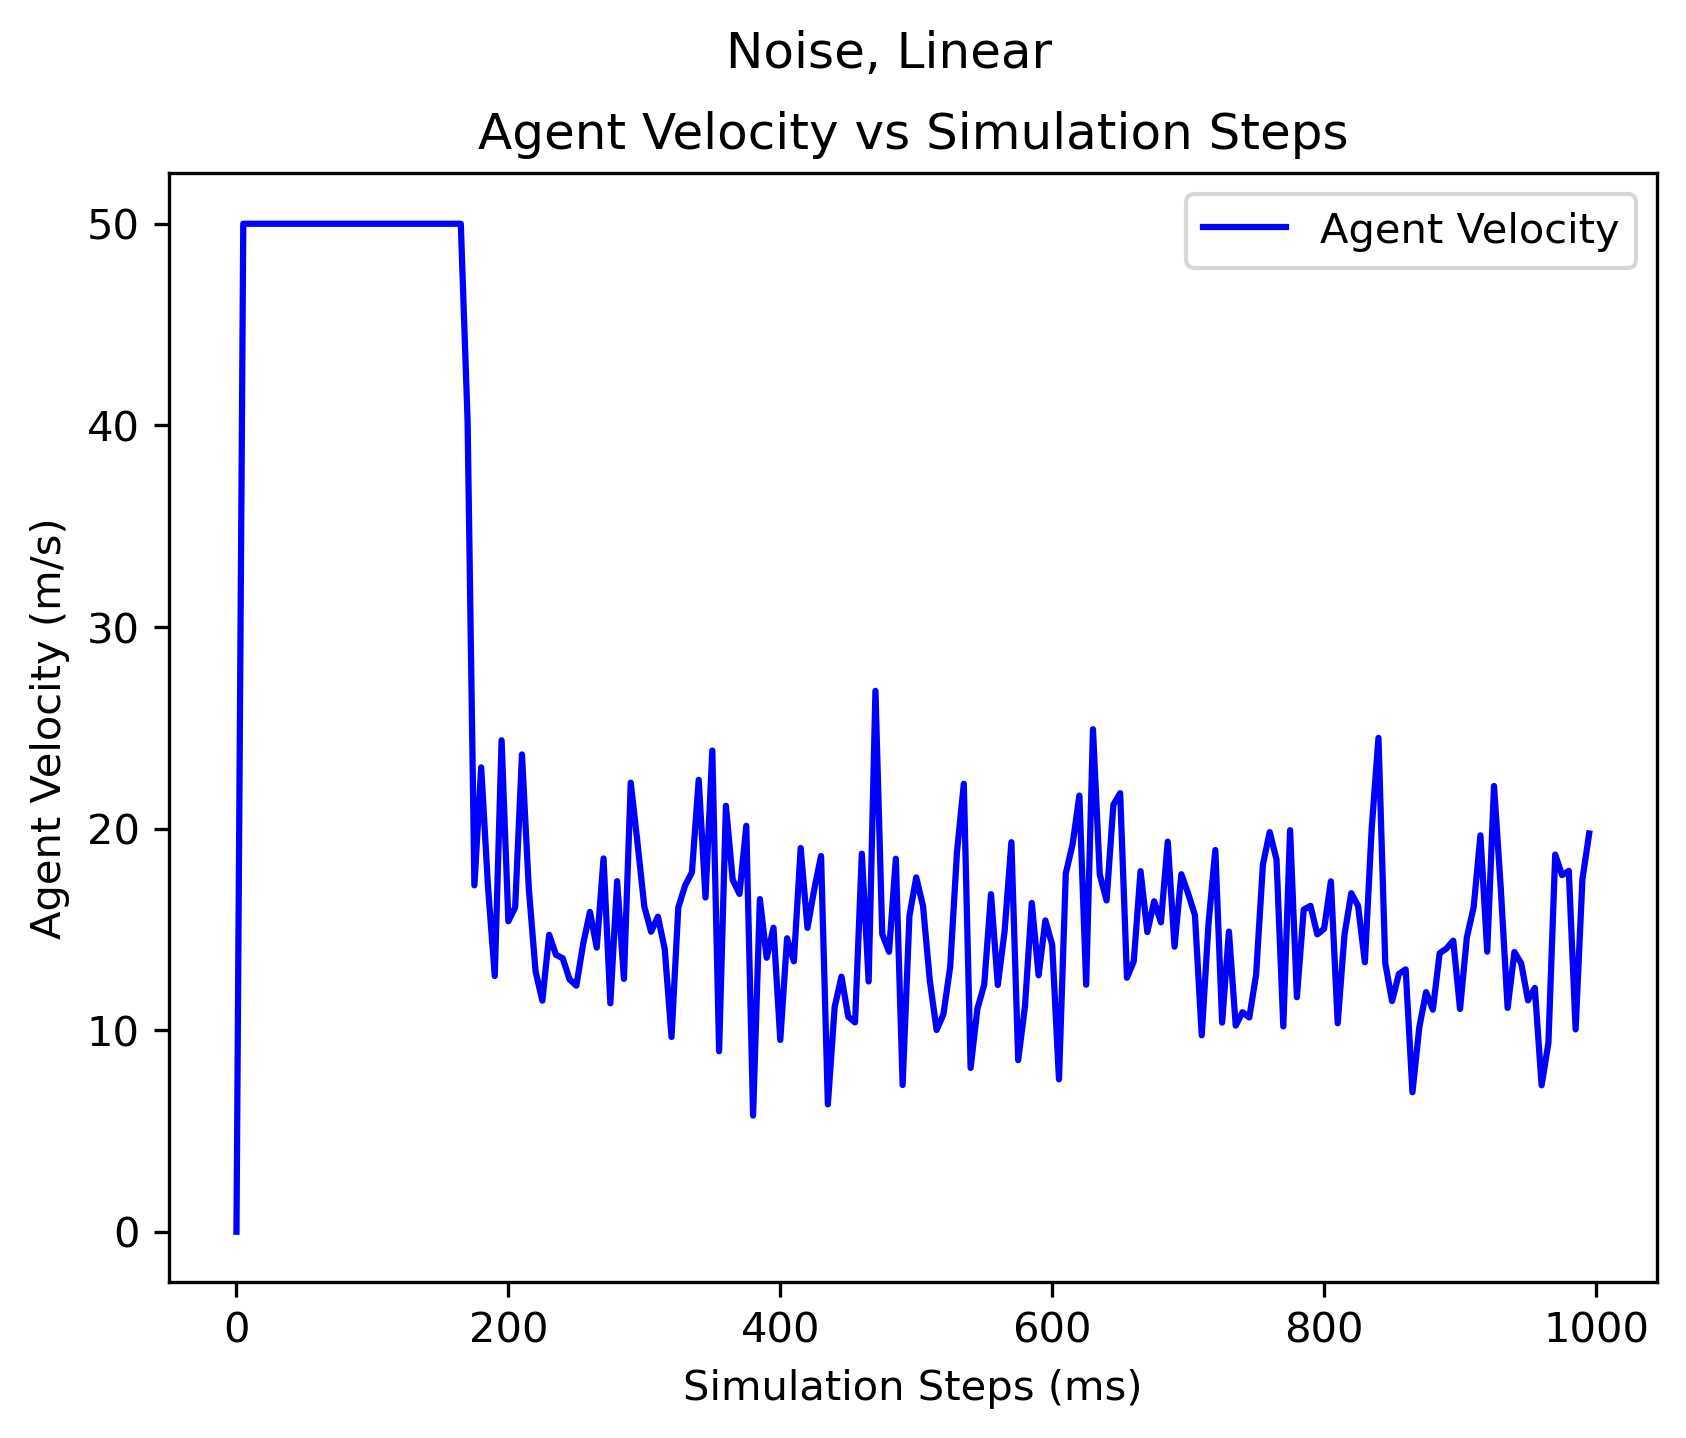 Noise, Linear
Agent Velocity vs Simulation Steps
Agent Velocity
50
40
30
20
10
0
Agent Velocity (m/s)
0 200 400 600 800 1000
Simulation Steps (ms)